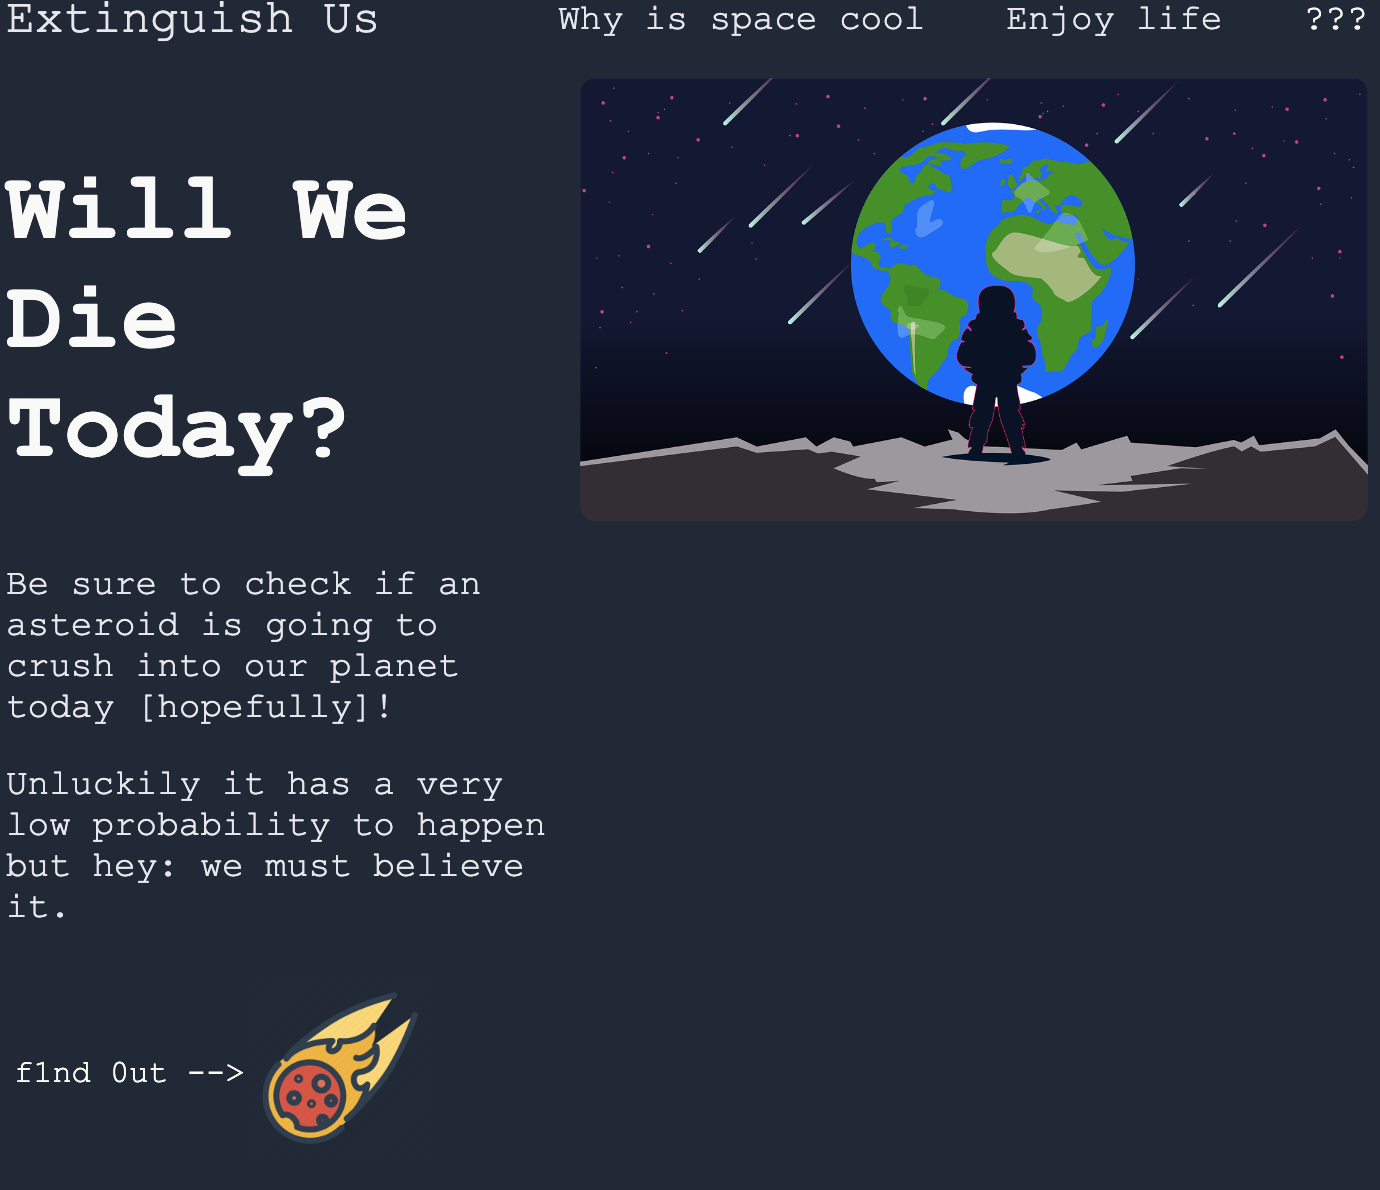 Extinguish Us
Why is space cool
Enjoy life
???
Will We
Die
Today?
Be sure to check if an
asteroid is going to
crush into our planet
today [hopefully]!
Unluckily it has a very
low probability to happen
but hey: we must believe
it.
f1nd 0ut -->